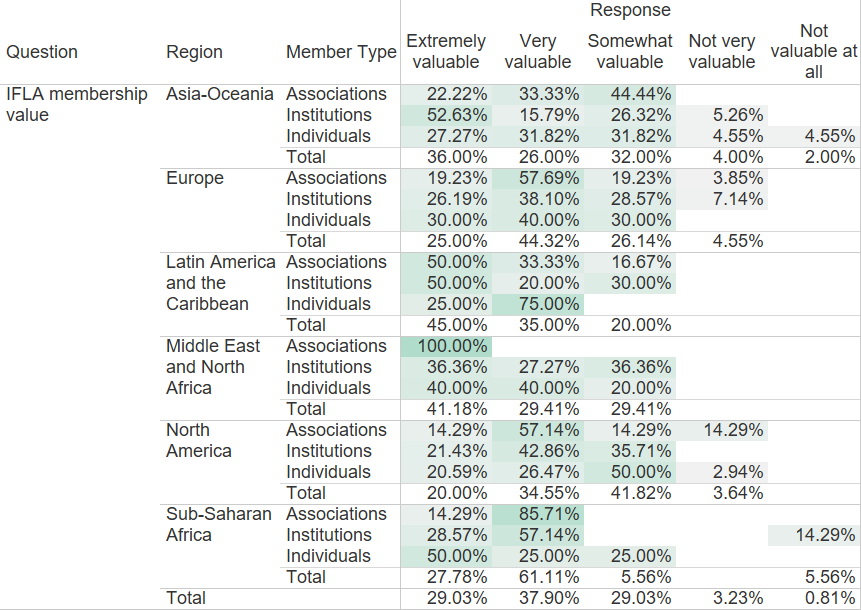 Response
Question Region Member Type Extremely valuable Very valuable Somewhat valuable Not very valuable Not valuable at all
IFLA membership value Asia-Oceania Associations 22.22% 33.33% 44.44%
Institutions 52.63% 15.79% 26.32% 5.26%
Individuals 27.27% 31.82% 31.82% 4.55% 4.55%
Total 36.00% 26.00% 32.00% 4.00% 2.00%
Europe Associations 19.23% 57.69% 19.23% 3.85%
Institutions 26.19% 38.10% 28.57% 7.14%
Individuals 30.00% 40.00% 30.00%
Total 25.00% 44.32% 26.14% 4.55%
Latin America Associations 50.00% 33.33% 16.67%
and the Institutions 50.00% 20.00% 30.00%
Caribbean Individuals 25.00% 75.00%
Total 45.00% 35.00% 20.00%
Middle East Associations 100.00%
and North Institutions 36.36% 27.27% 36.36%
Africa Individuals 40.00% 40.00% 20.00%
Total 41.18% 29.41% 29.41%
North Associations 14.29% 57.14% 14.29% 14.29%
America Institutions 21.43% 42.86% 35.71%
Individuals 20.59% 26.47% 50.00% 2.94%
Total 20.00% 34.55% 41.82% 3.64%
Sub-Saharan Associations 14.29% 85.71%
Africa Institutions 28.57% 57.14% 14.29%
Individuals 50.00% 25.00% 25.00%
Total 27.78% 61.11% 5.56% 5.56%
Total 29.03% 37.90% 29.03% 3.23% 0.81%